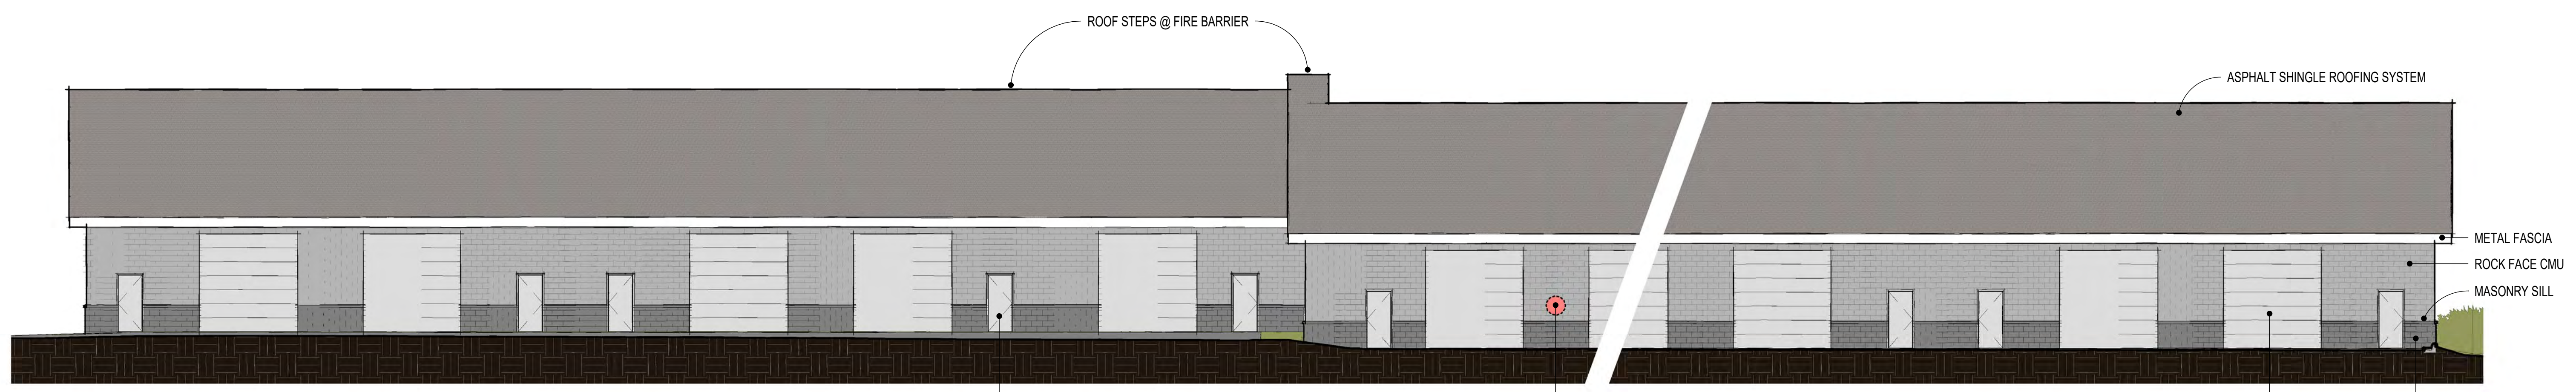 ROOF STEPS @ FIRE BARRIER
ASPHALT SHINGLE ROOFING SYSTEM
METAL FASCIA
ROCK FACE CMU
MASONRY SILL